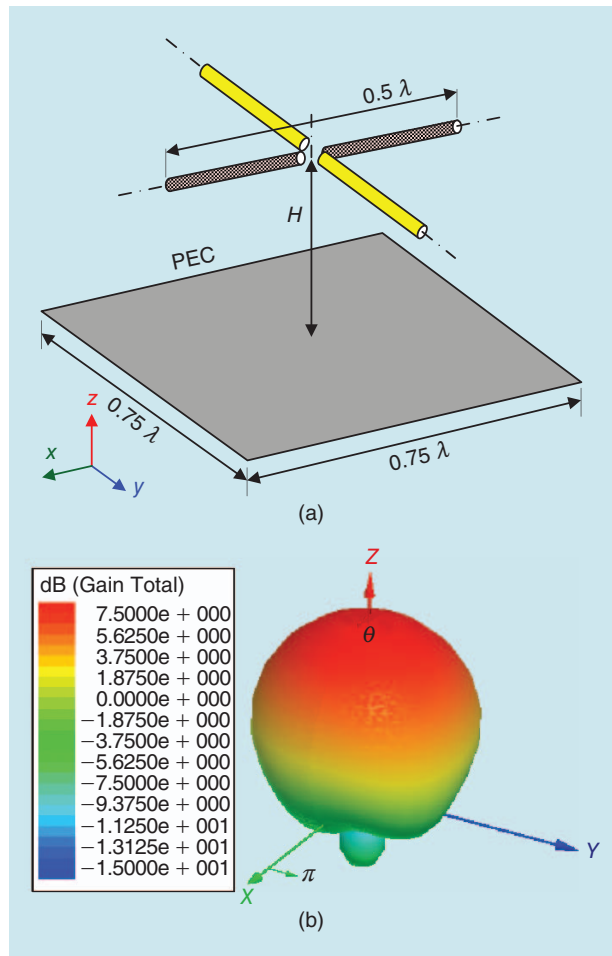 0.5 λ
H
PEC
0.75 λ
0.75 λ
z
x
y
(a)
dB (Gain Total)
7.5000e + 000
5.6250e + 000
3.7500e + 000
1.8750e + 000
0.0000e + 000
−1.8750e + 000
−3.7500e + 000
−5.6250e + 000
−7.5000e + 000
−9.3750e + 000
−1.1250e + 001
−1.3125e + 001
−1.5000e + 001
Z
θ
Y
X
π
(b)